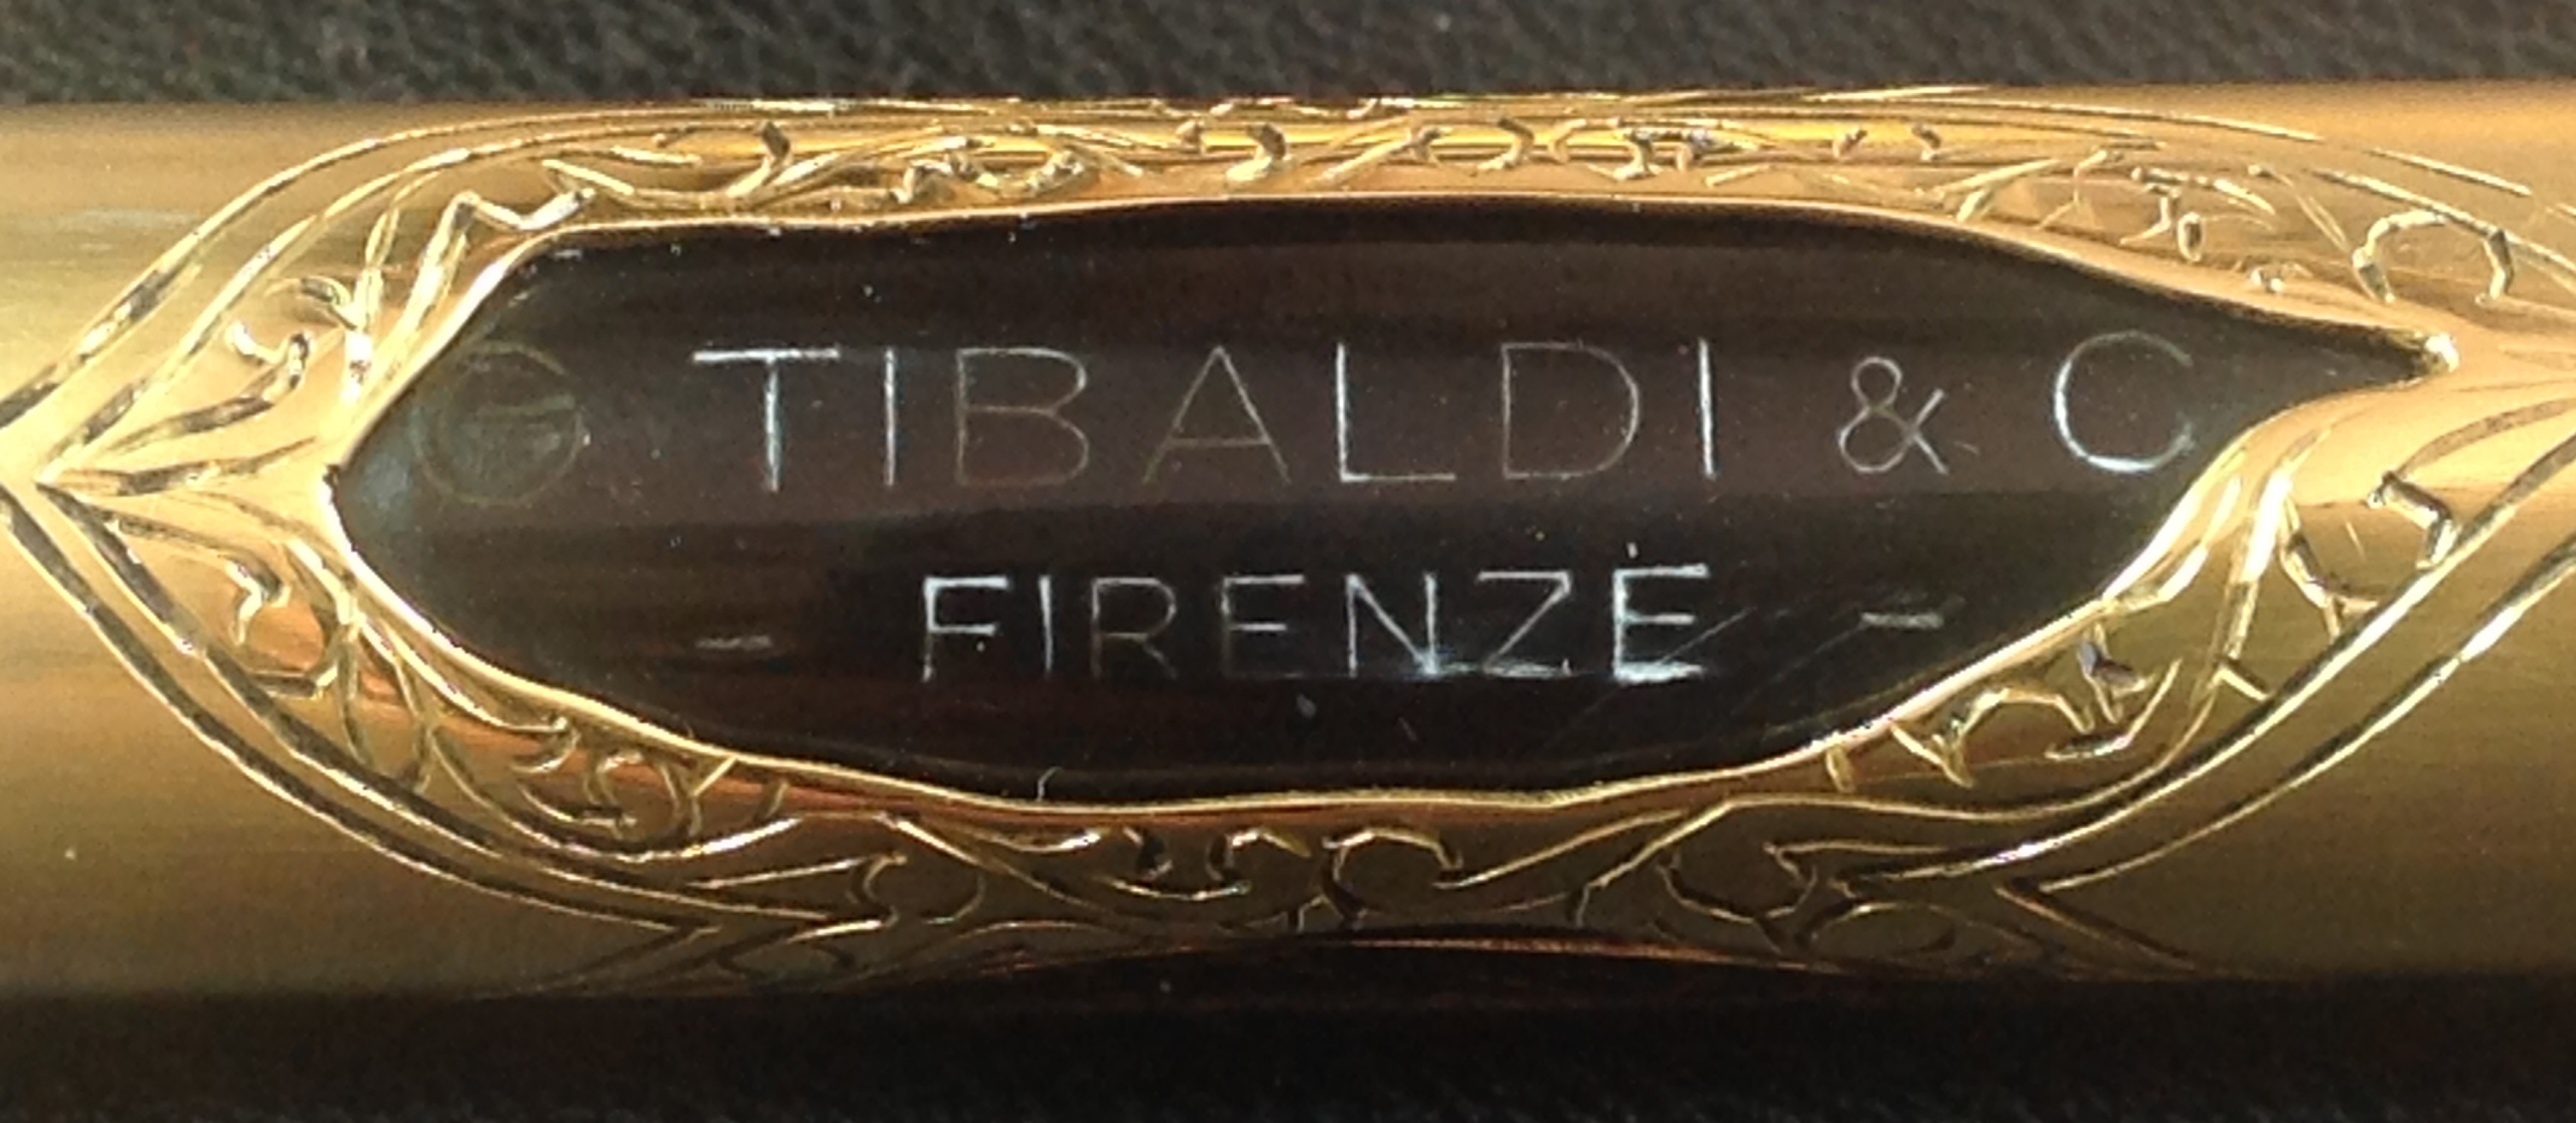 G TIBALDI & C
- FIRENZE -